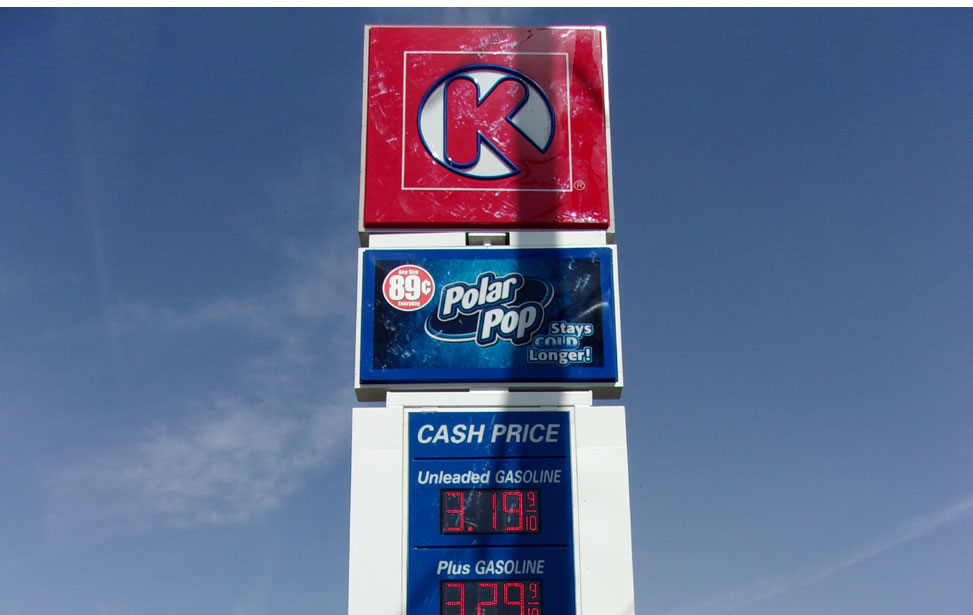 K
®
Any Size
89¢
Everyday
Polar
Pop
Stays
COLD
Longer!
CASH PRICE
Unleaded GASOLINE
3.19 9/10
Plus GASOLINE
3.29 9/10